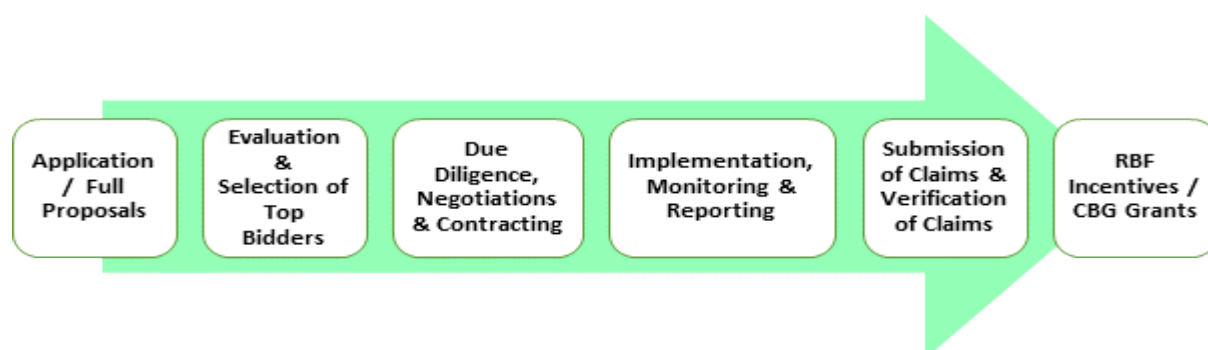 Application
/ Full
Proposals
Evaluation
&
Selection of
Top
Bidders
Due
Diligence,
Negotiations
& Contracting
Implementation,
Monitoring &
Reporting
Submission
of Claims &
Verification
of Claims
RBF
Incentives /
CBG Grants